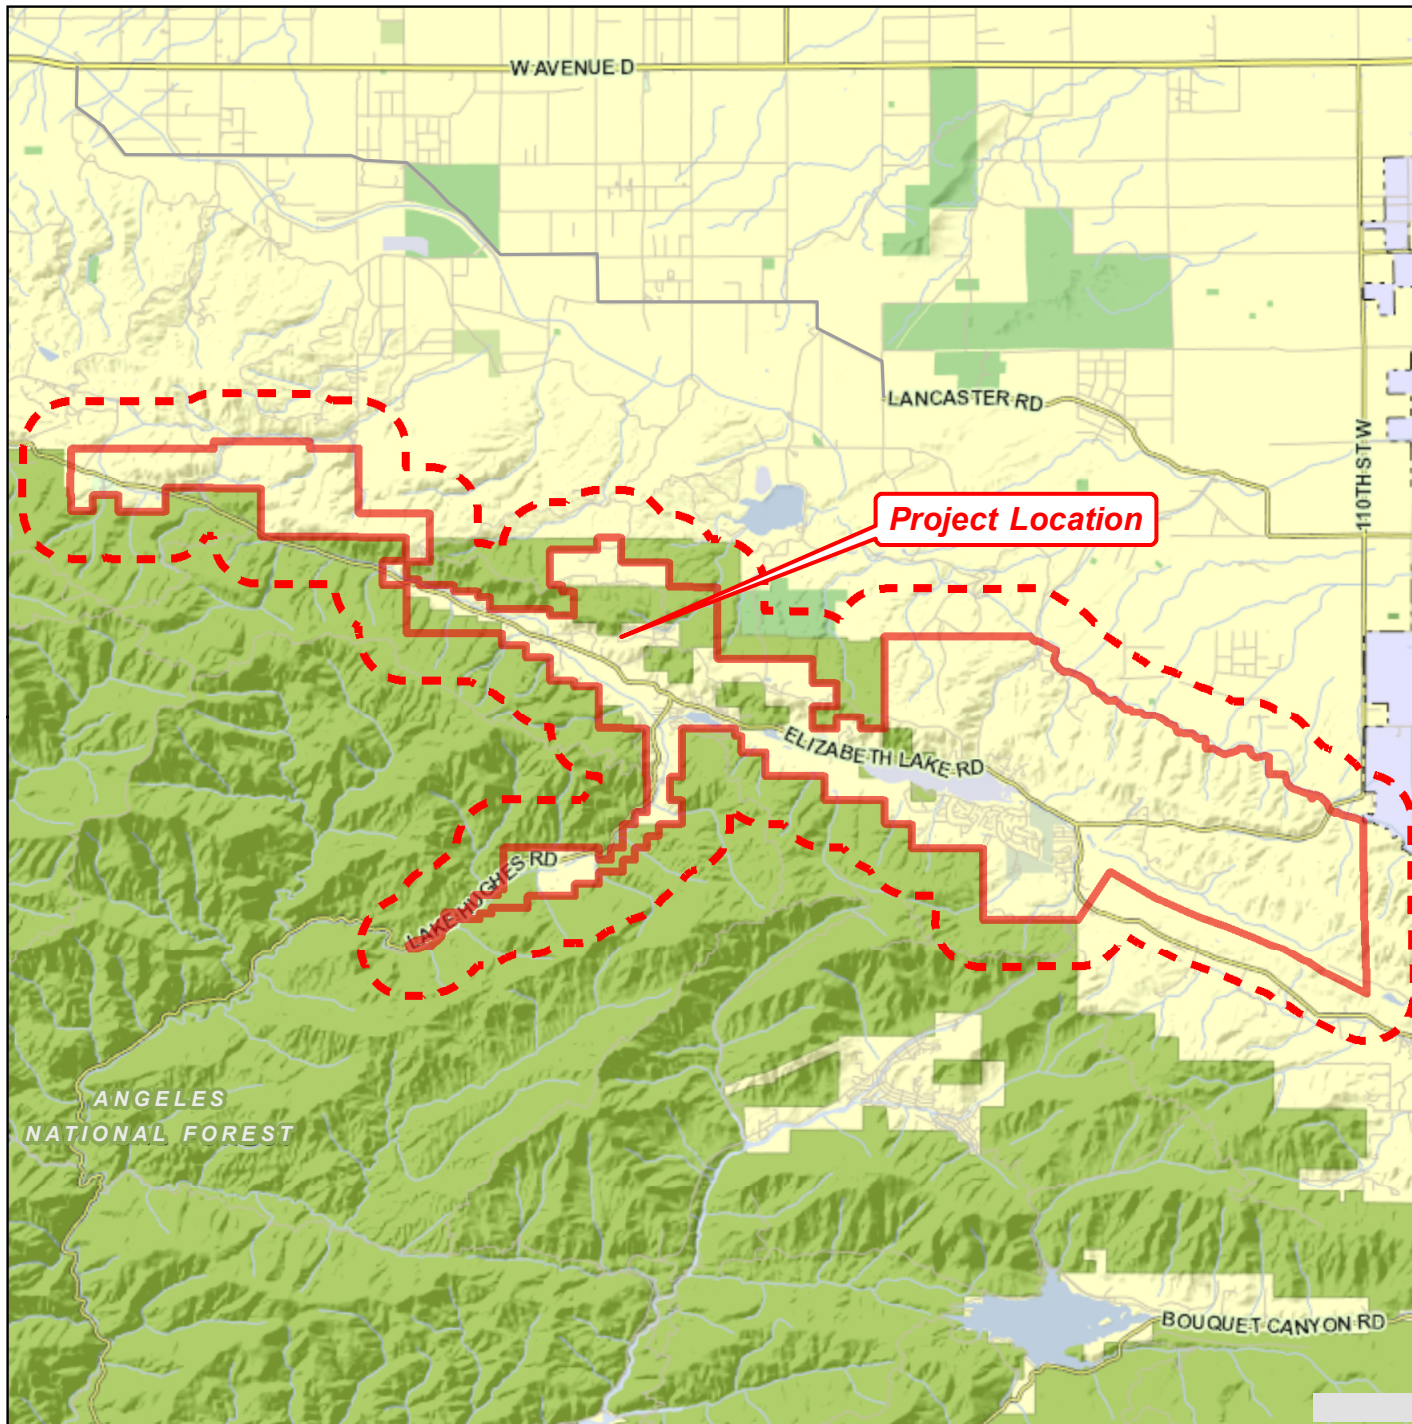 W AVENUE D
LANCASTER RD
110TH ST W
Project Location
ELIZABETH LAKE RD
LAKE HUGHES RD
ANGELES
NATIONAL FOREST
BOUQUET CANYON RD